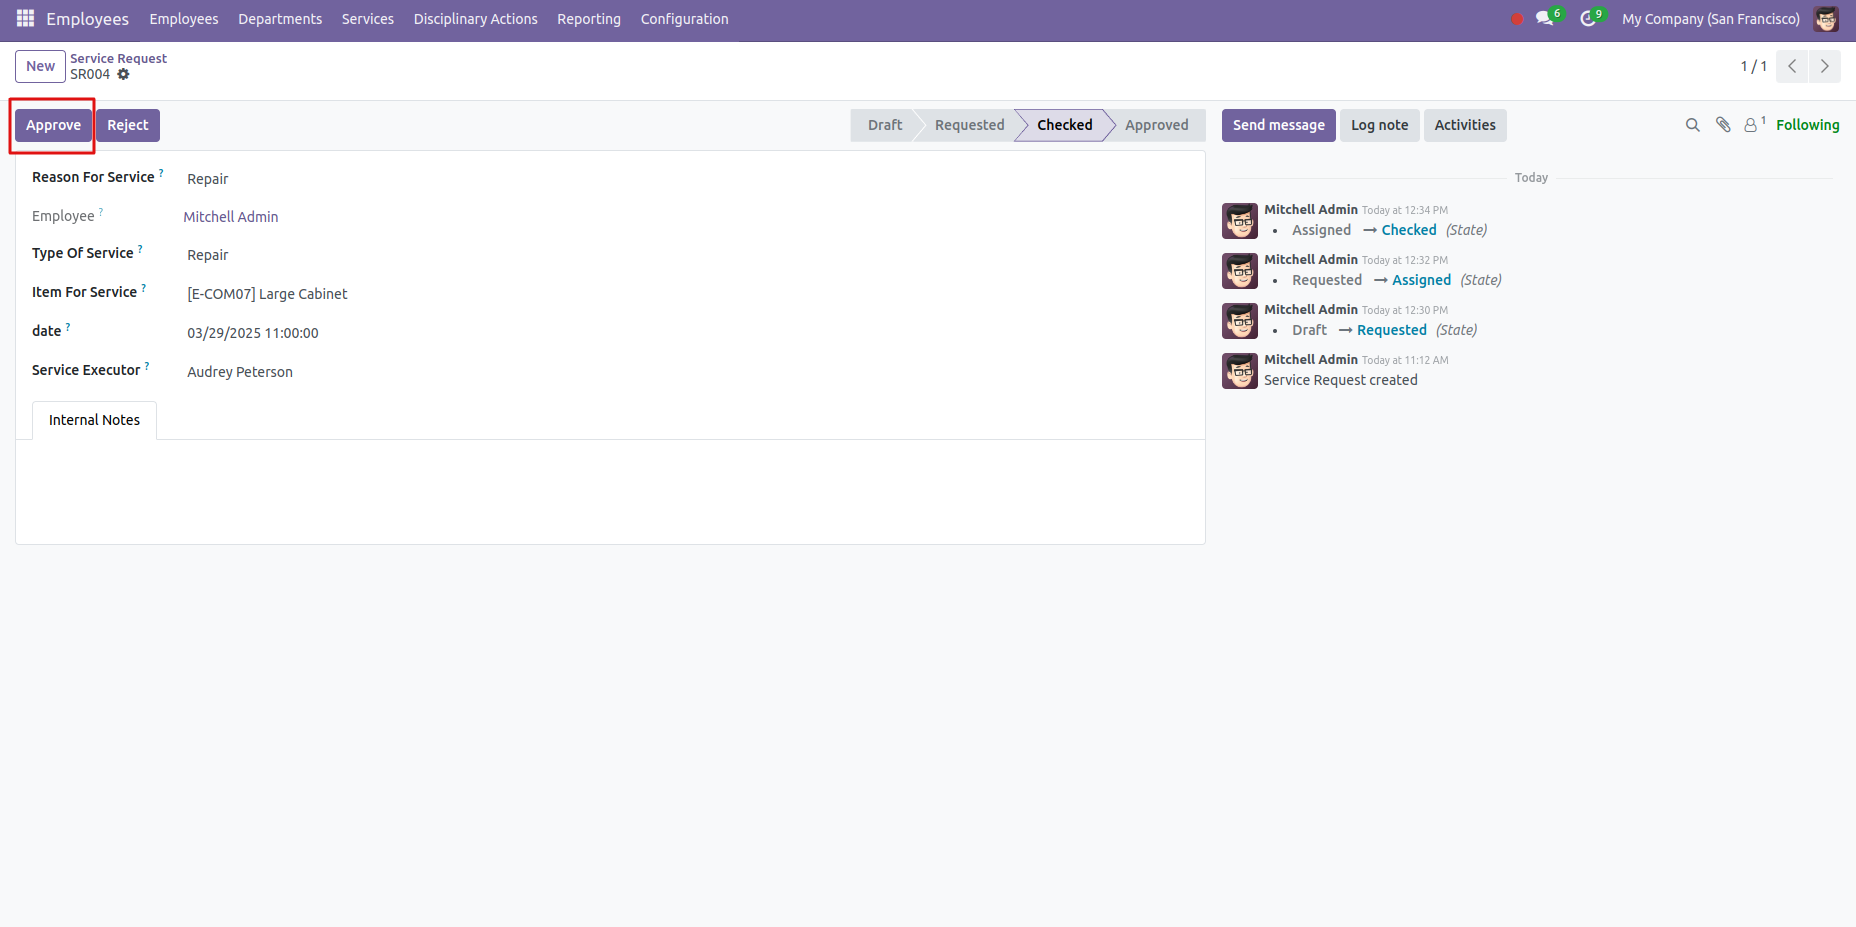 Employees Employees Departments Services Disciplinary Actions Reporting Configuration 6 9 My Company (San Francisco)
New Service Request
SR004
1 / 1
Approve Reject Draft Requested Checked Approved Send message Log note Activities 1 Following
Reason For Service ? Repair
Employee ? Mitchell Admin
Type Of Service ? Repair
Item For Service ? [E-COM07] Large Cabinet
date ? 03/29/2025 11:00:00
Service Executor ? Audrey Peterson
Internal Notes
Today
Mitchell Admin Today at 12:34 PM
• Assigned → Checked (State)
Mitchell Admin Today at 12:32 PM
• Requested → Assigned (State)
Mitchell Admin Today at 12:30 PM
• Draft → Requested (State)
Mitchell Admin Today at 11:12 AM
Service Request created